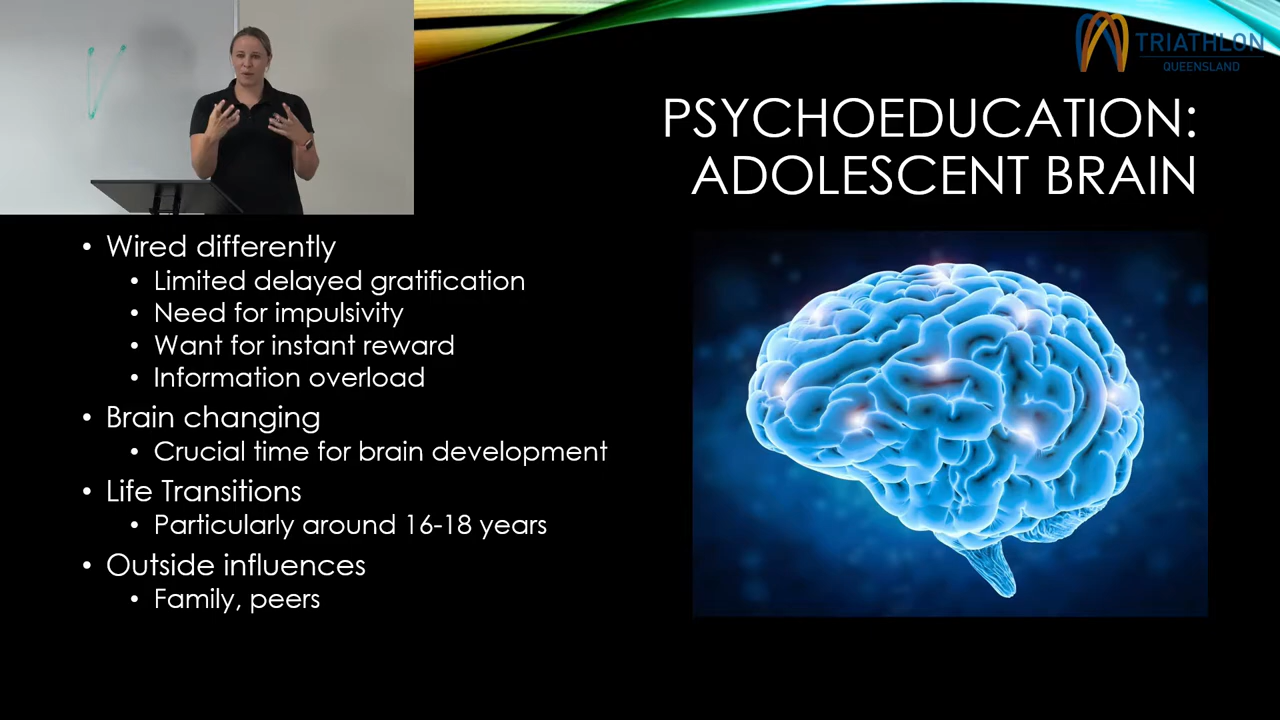 TRIATHLON
QUEENSLAND
PSYCHOEDUCATION:
ADOLESCENT BRAIN
• Wired differently
• Limited delayed gratification
• Need for impulsivity
• Want for instant reward
• Information overload
• Brain changing
• Crucial time for brain development
• Life Transitions
• Particularly around 16-18 years
• Outside influences
• Family, peers